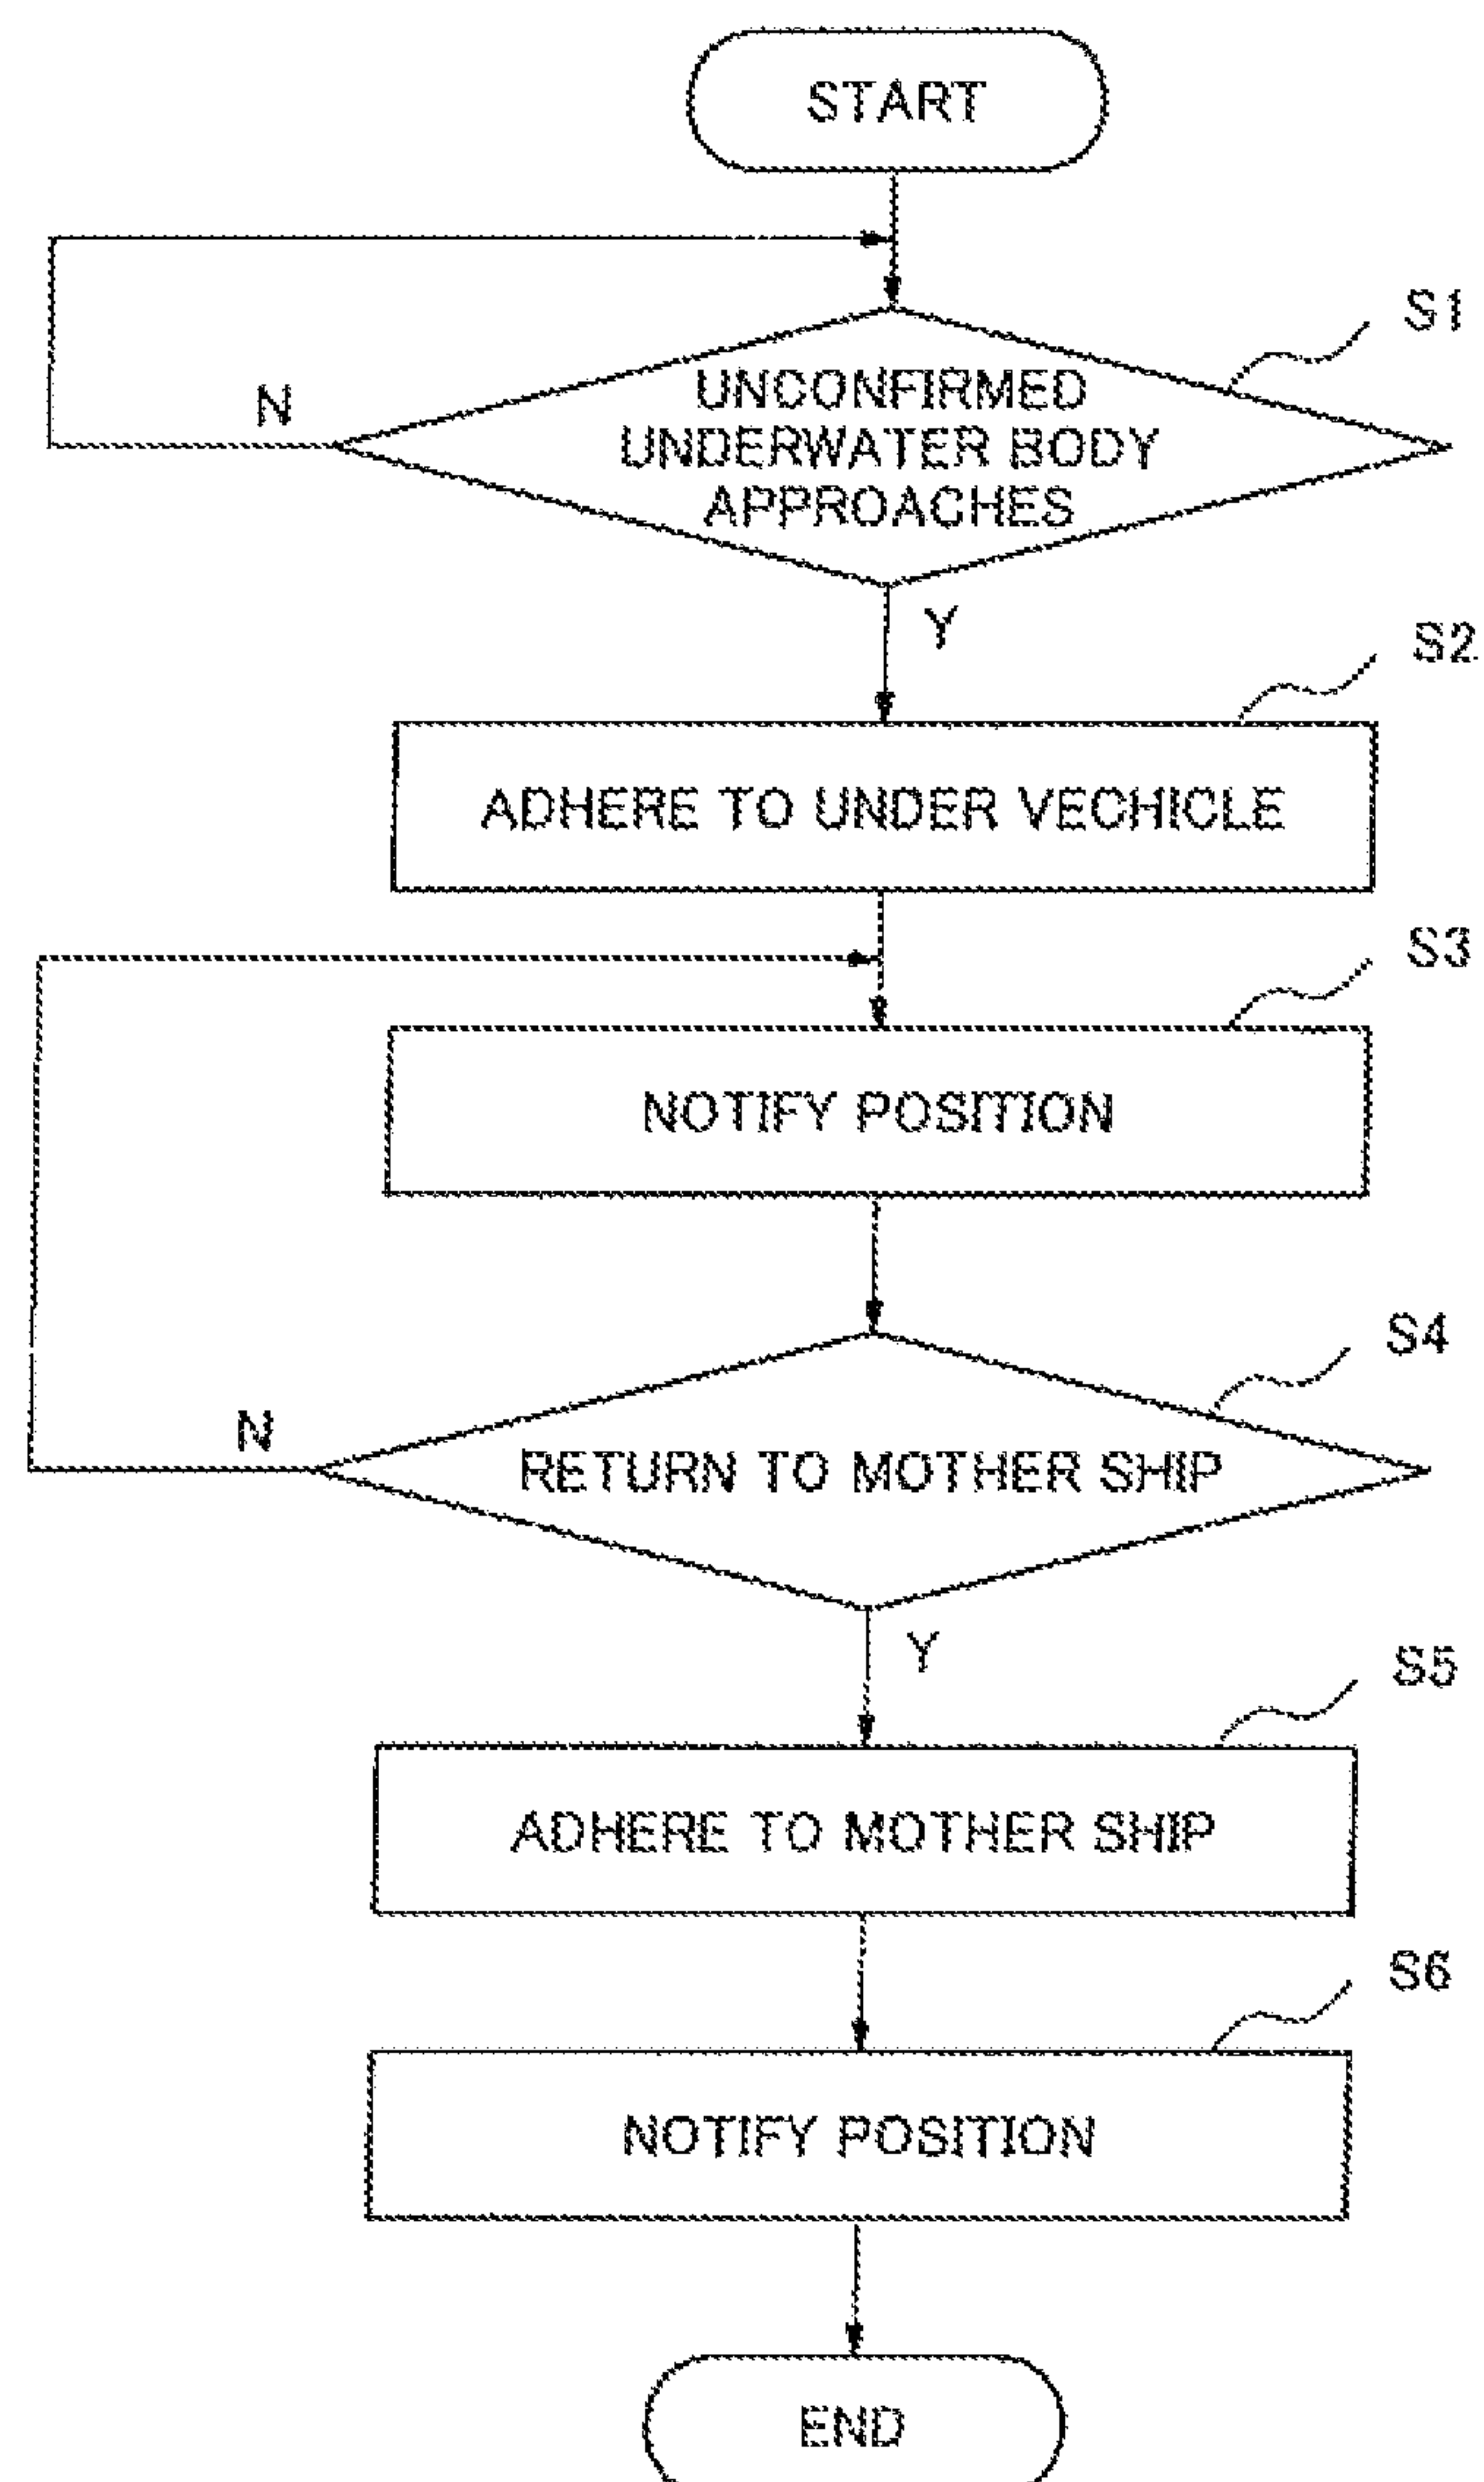 START
S1
N
UNCONFIRMED
UNDERWATER BODY
APPROACHES
Y
S2
ADHERE TO UNDER VECHICLE
S3
NOTIFY POSITION
S4
N
RETURN TO MOTHER SHIP
Y
S5
ADHERE TO MOTHER SHIP
S6
NOTIFY POSITION
END